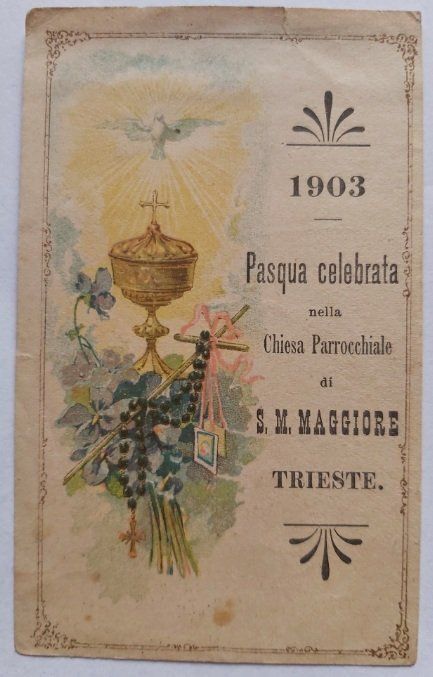 1903
Pasqua celebrata
nella
Chiesa Parrocchiale
di
S. M. MAGGIORE
TRIESTE.